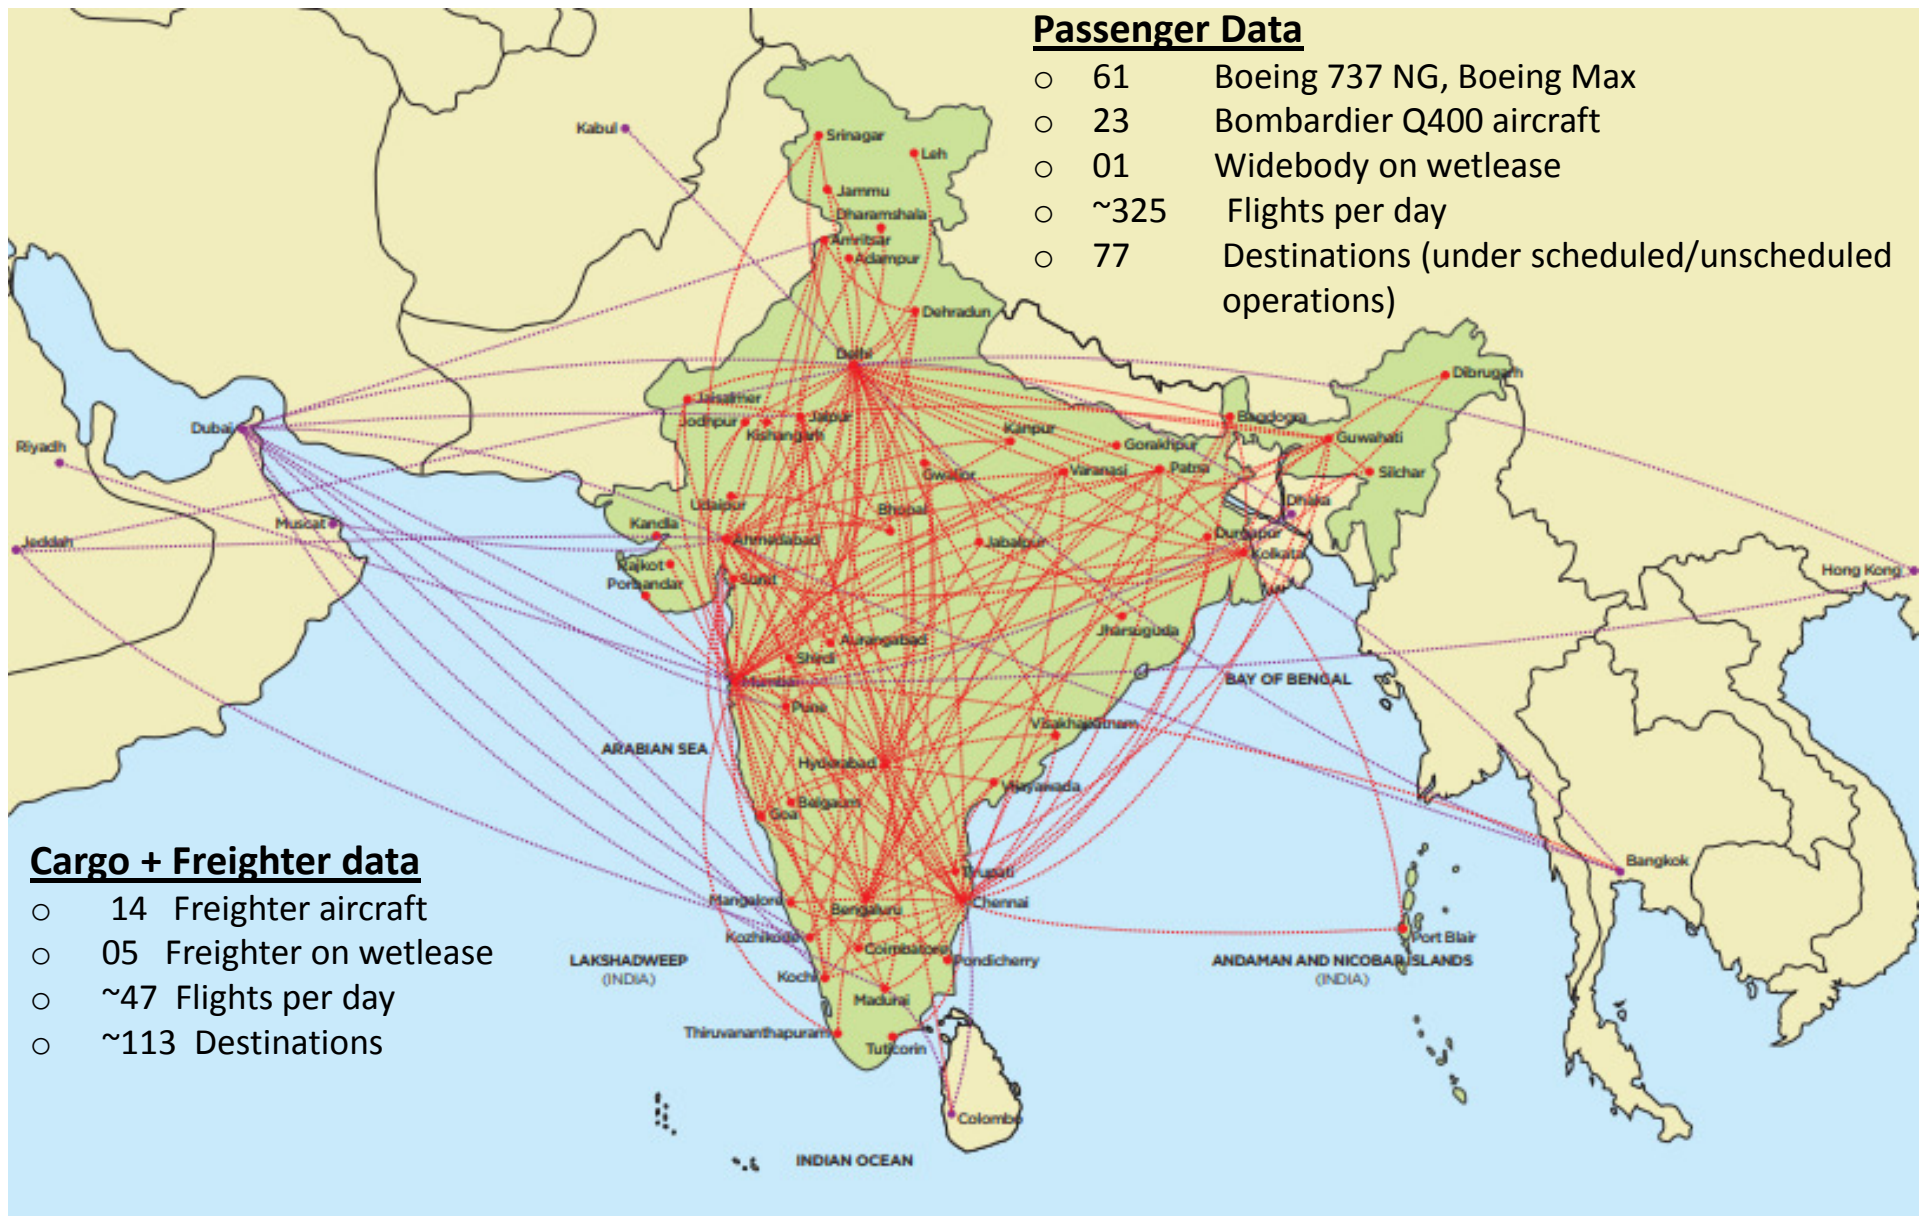 Passenger Data
o 61 Boeing 737 NG, Boeing Max
o 23 Bombardier Q400 aircraft
o 01 Widebody on wetlease
o ~325 Flights per day
o 77 Destinations (under scheduled/unscheduled
operations)
Kabul
Srinagar
Leh
Jammu
Dharamshala
Amritsar
Adampur
Dehradun
Delhi
Dibrugarh
Jaisalmer
Bagdogra
Jodhpur
Jaipur
Kishangarh
Kanpur
Gorakhpur
Guwahati
Dubai
Riyadh
Gwalior
Varanasi
Patna
Silchar
Udaipur
Bhopal
Dhaka
Muscat
Kandla
Jeddah
Ahmedabad
Jabalpur
Durgapur
Kolkata
Rajkot
Porbandar
Surat
Hong Kong
Aurangabad
Jharsuguda
Shirdi
Mumbai
BAY OF BENGAL
Pune
Visakhapatnam
ARABIAN SEA
Hyderabad
Vijayawada
Belgaum
Goa
Cargo + Freighter data
o 14 Freighter aircraft
o 05 Freighter on wetlease
o ~47 Flights per day
o ~113 Destinations
Bangkok
Tirupati
Mangalore
Bengaluru
Chennai
Kozhikode
Coimbatore
Port Blair
LAKSHADWEEP
(INDIA)
Pondicherry
ANDAMAN AND NICOBAR ISLANDS
(INDIA)
Kochi
Madurai
Thiruvananthapuram
Tuticorin
Colombo
INDIAN OCEAN